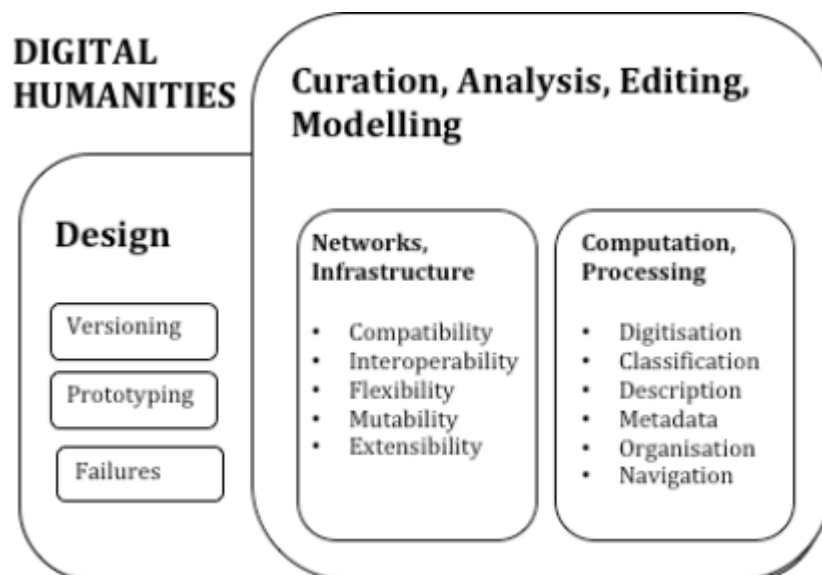 DIGITAL
HUMANITIES
Curation, Analysis, Editing,
Modelling
Design
Versioning
Prototyping
Failures
Networks,
Infrastructure
• Compatibility
• Interoperability
• Flexibility
• Mutability
• Extensibility
Computation,
Processing
• Digitisation
• Classification
• Description
• Metadata
• Organisation
• Navigation